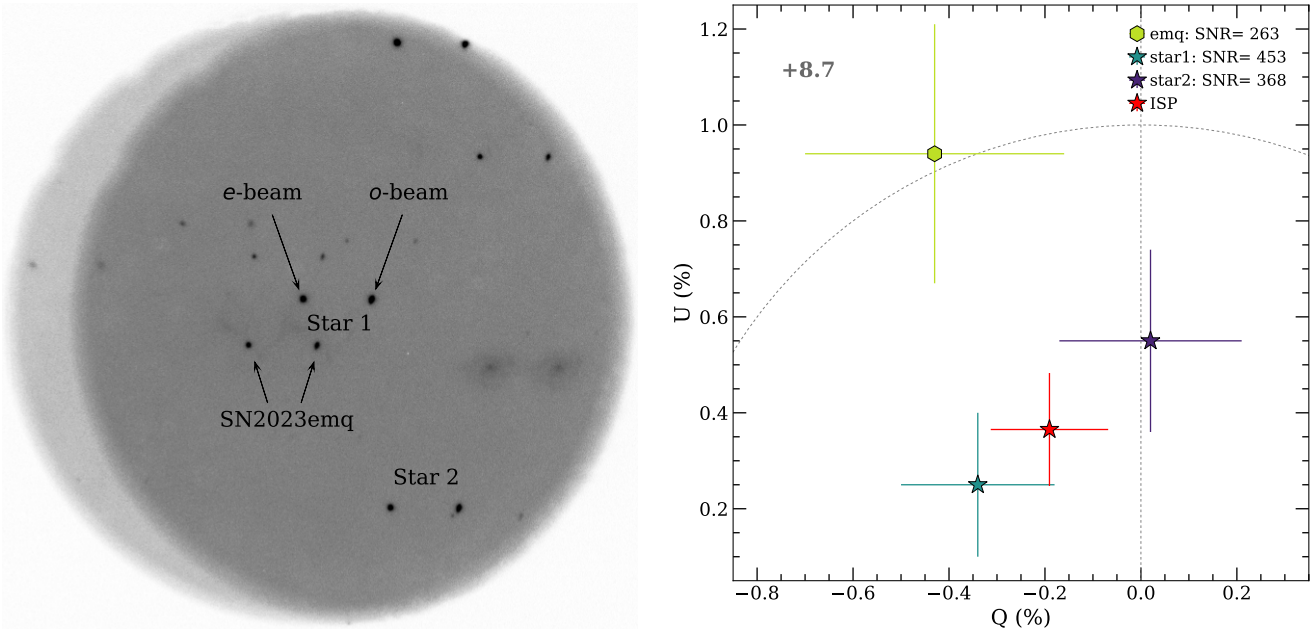 e-beam
o-beam
Star 1
SN2023emq
Star 2
+8.7
emq: SNR= 263
star1: SNR= 453
star2: SNR= 368
ISP
U (%)
1.2
1.0
0.8
0.6
0.4
0.2
−0.8
−0.6
−0.4
−0.2
0.0
0.2
Q (%)